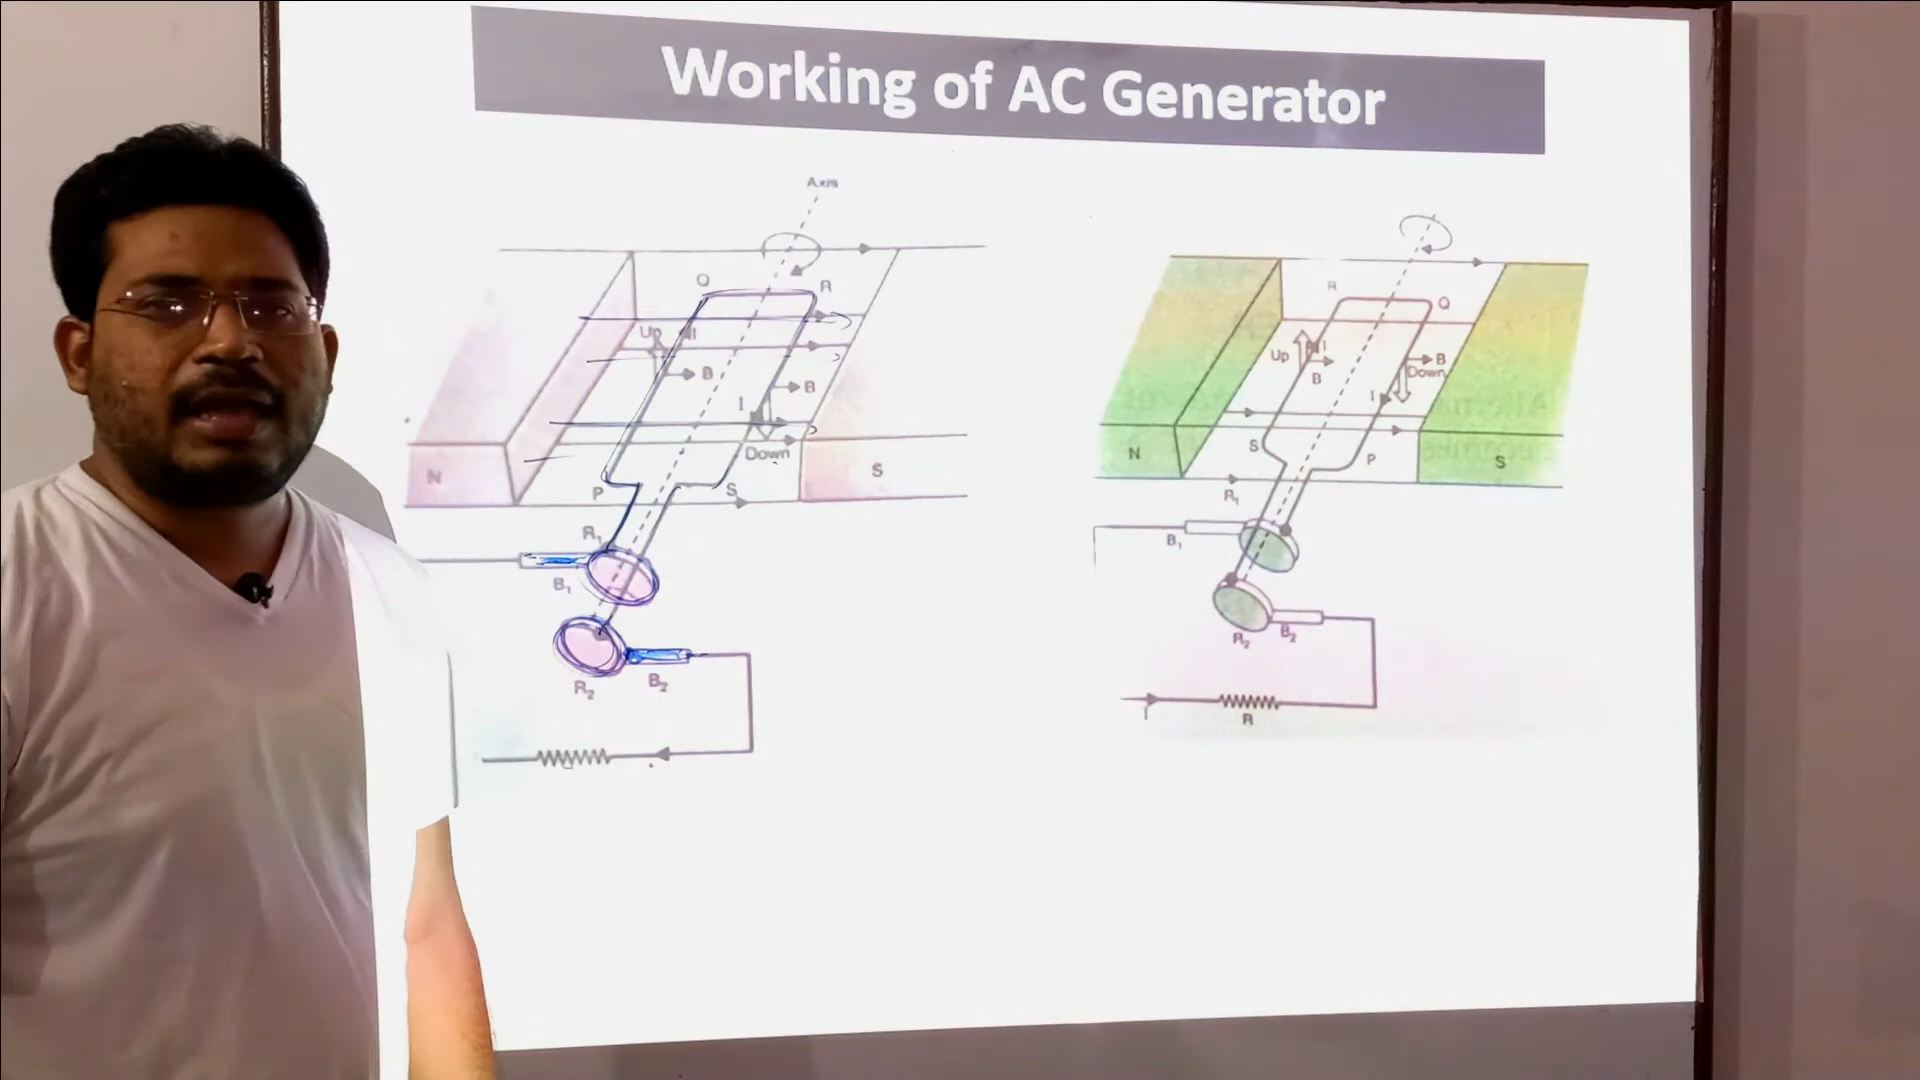 Working of AC Generator
Axis
Q
R
Up
B
B
I
Down
N
S
P
S
R₁
B₁
R₂
B₂
R
Q
Up
I
B
B
Down
I
N
S
P
S
R₁
B₁
R₂
B₂
I
R